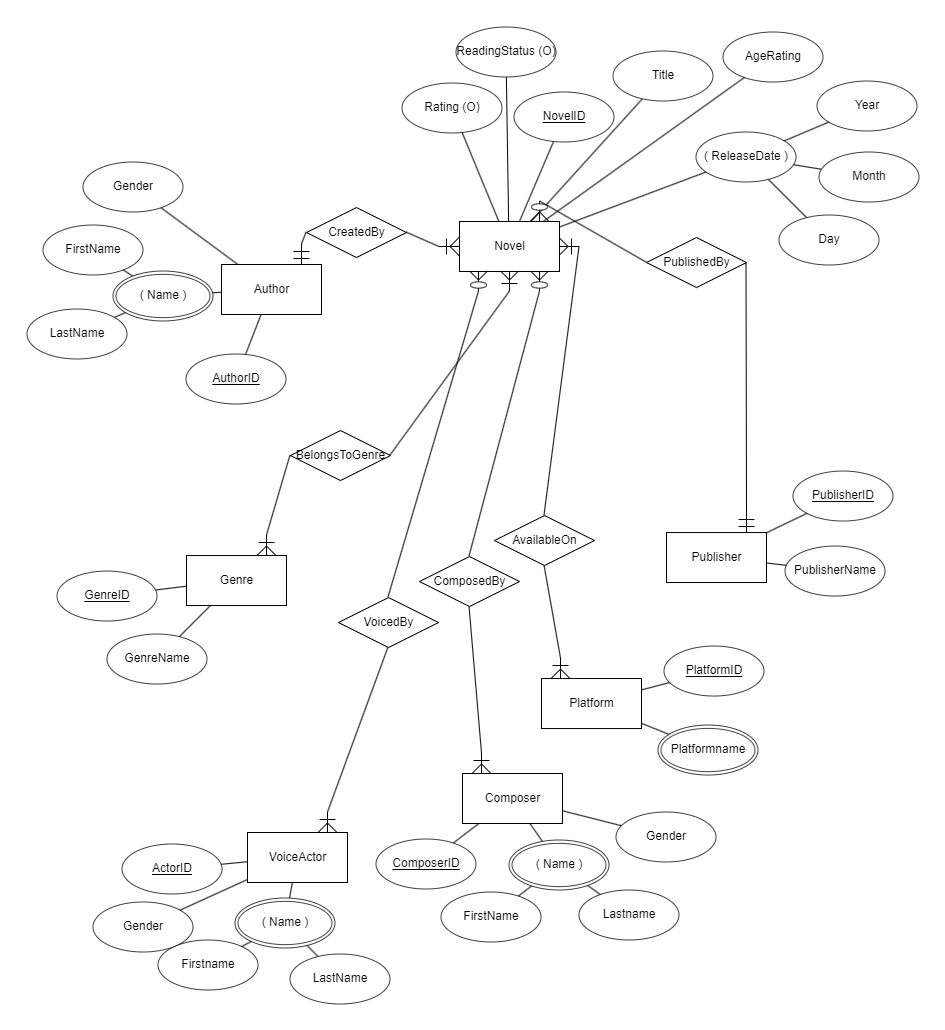 ReadingStatus (O)
AgeRating
Title
Rating (O)
NovelID
Year
( ReleaseDate )
Month
Day
Gender
FirstName
( Name )
LastName
Author
AuthorID
CreatedBy
Novel
PublishedBy
BelongsToGenre
PublisherID
Publisher
PublisherName
AvailableOn
Genre
GenreID
GenreName
ComposedBy
VoicedBy
PlatformID
Platform
Platformname
Composer
Gender
ComposerID
( Name )
FirstName
Lastname
VoiceActor
ActorID
Gender
( Name )
Firstname
LastName